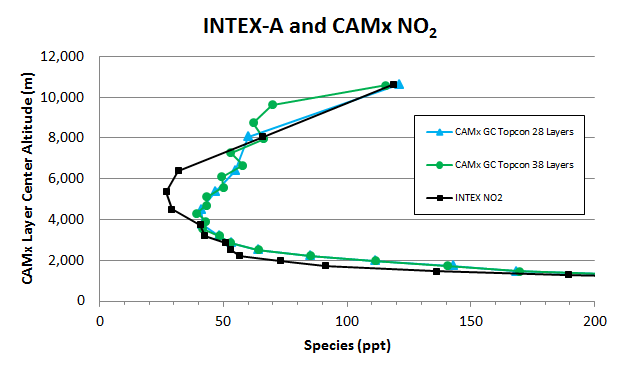 INTEX-A and CAMx NO₂
CAMx Layer Center Altitude (m)
12,000
10,000
8,000
6,000
4,000
2,000
0
0 50 100 150 200
Species (ppt)
CAMx GC Topcon 28 Layers
CAMx GC Topcon 38 Layers
INTEX NO2